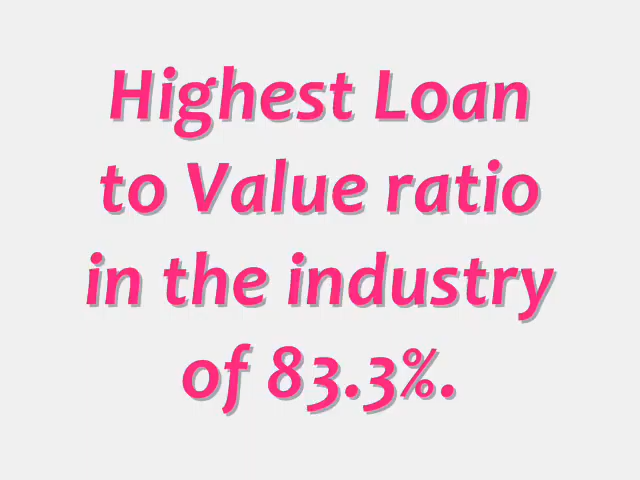 Highest Loan
to Value ratio
in the industry
of 83.3%.